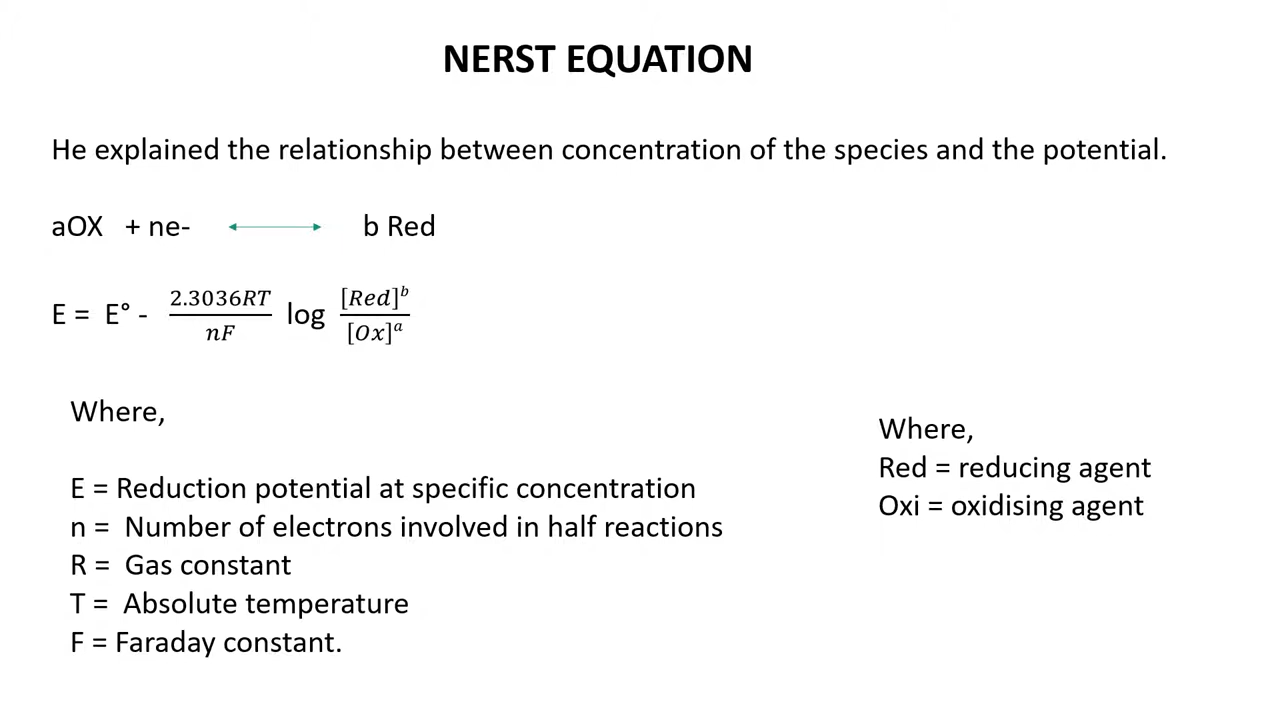 NERST EQUATION
He explained the relationship between concentration of the species and the potential.
aOX + ne- ⟷ b Red
E = E° - \frac{2.3036RT}{nF} log \frac{[Red]^b}{[Ox]^a}
Where,
E = Reduction potential at specific concentration
n = Number of electrons involved in half reactions
R = Gas constant
T = Absolute temperature
F = Faraday constant.
Where,
Red = reducing agent
Oxi = oxidising agent